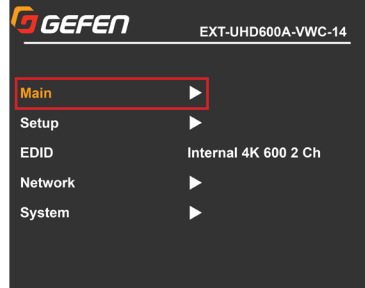 GEFEN
EXT-UHD600A-VWC-14
Main
Setup
EDID Internal 4K 600 2 Ch
Network
System